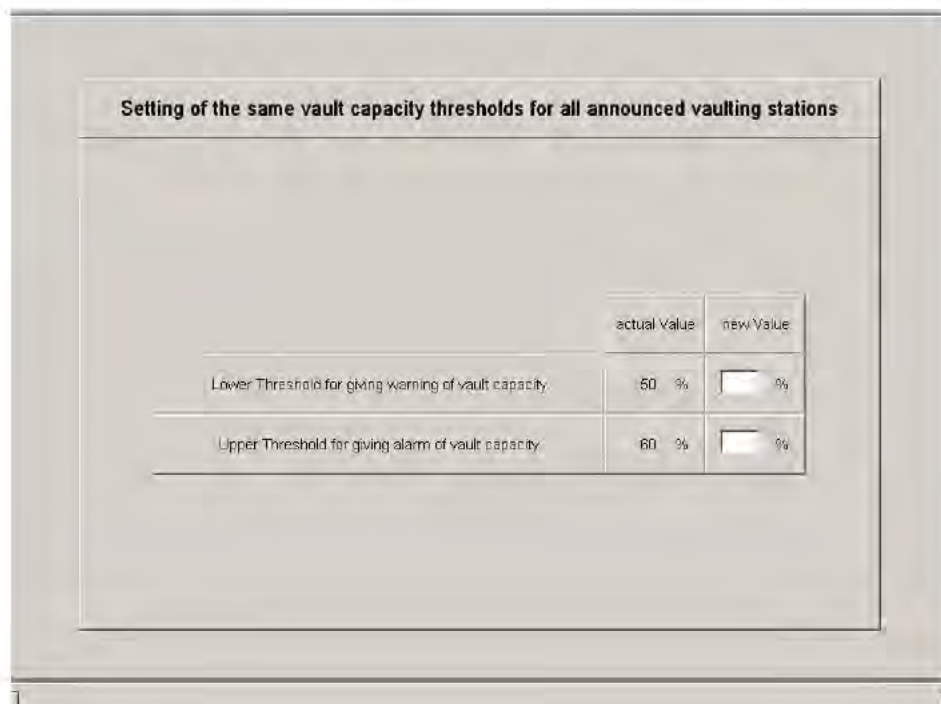 Setting of the same vault capacity thresholds for all announced vaulting stations
actual Value new Value
Lower Threshold for giving warning of vault capacity 50 % %
Upper Threshold for giving alarm of vault capacity 60 % %